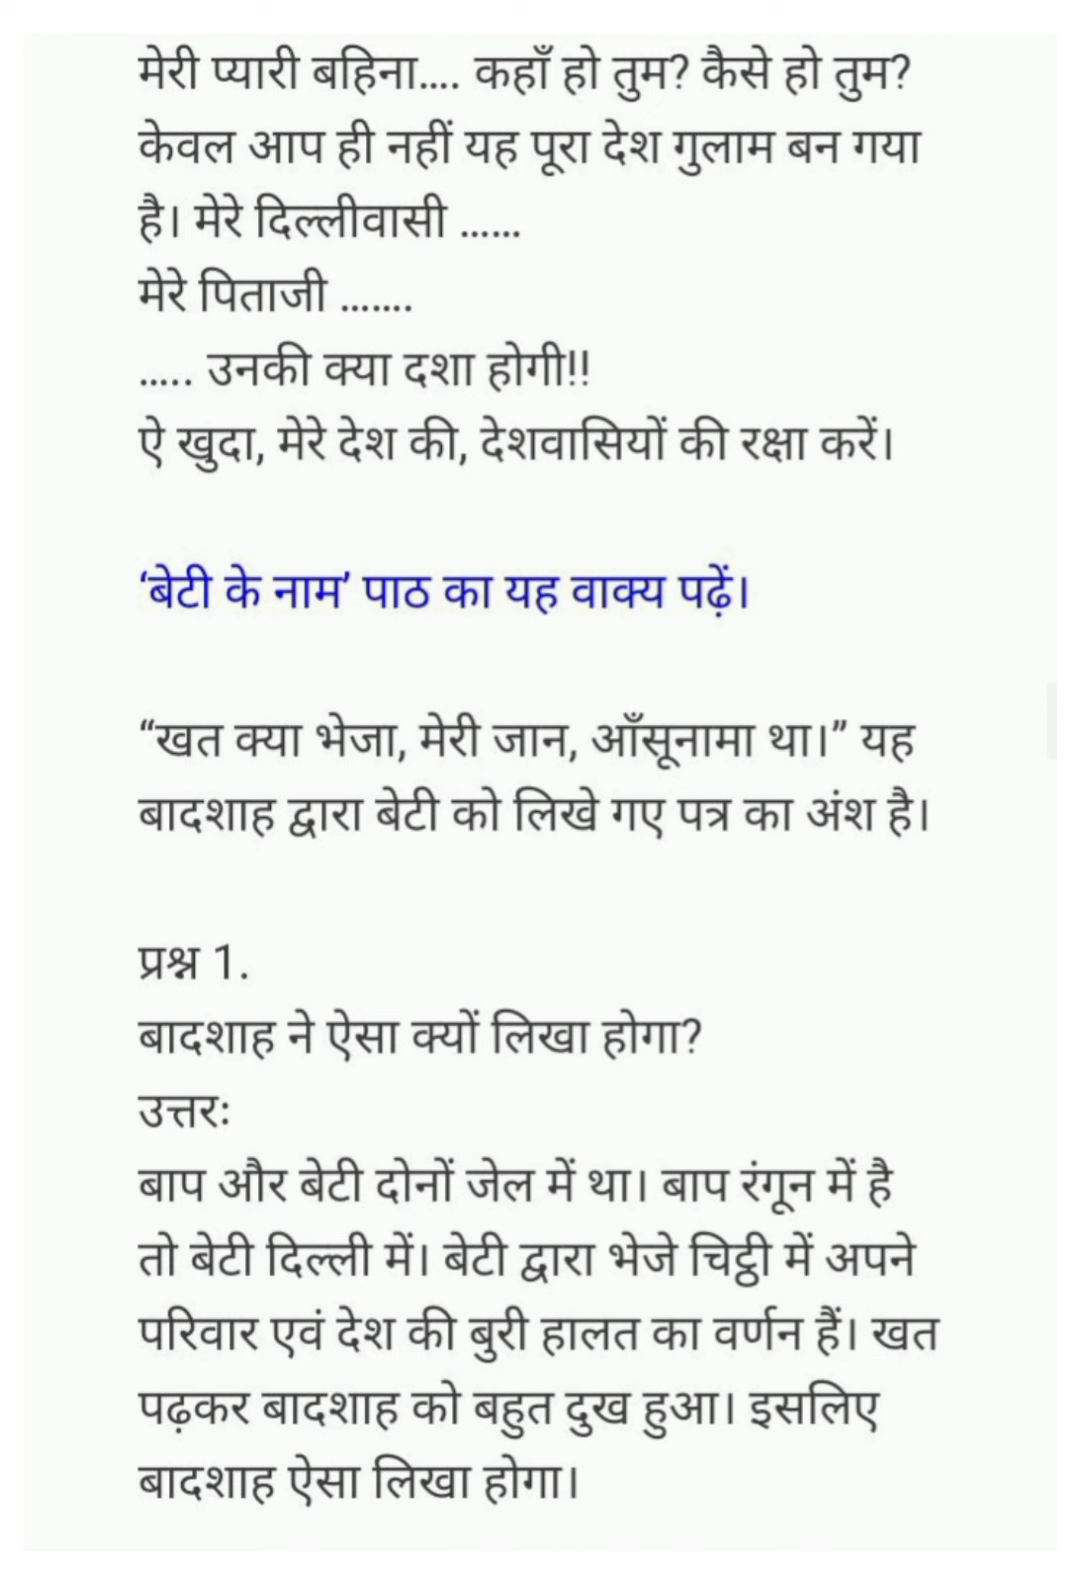 मेरी प्यारी बहिना.... कहाँ हो तुम? कैसे हो तुम?
केवल आप ही नहीं यह पूरा देश गुलाम बन गया
है। मेरे दिल्लीवासी ......
मेरे पिताजी .......
..... उनकी क्या दशा होगी!!
ऐ खुदा, मेरे देश की, देशवासियों की रक्षा करें।
‘बेटी के नाम’ पाठ का यह वाक्य पढ़ें।
“खत क्या भेजा, मेरी जान, आँसूनामा था।” यह
बादशाह द्वारा बेटी को लिखे गए पत्र का अंश है।
प्रश्न 1.
बादशाह ने ऐसा क्यों लिखा होगा?
उत्तरः
बाप और बेटी दोनों जेल में था। बाप रंगून में है
तो बेटी दिल्ली में। बेटी द्वारा भेजे चिट्ठी में अपने
परिवार एवं देश की बुरी हालत का वर्णन हैं। खत
पढ़कर बादशाह को बहुत दुख हुआ। इसलिए
बादशाह ऐसा लिखा होगा।